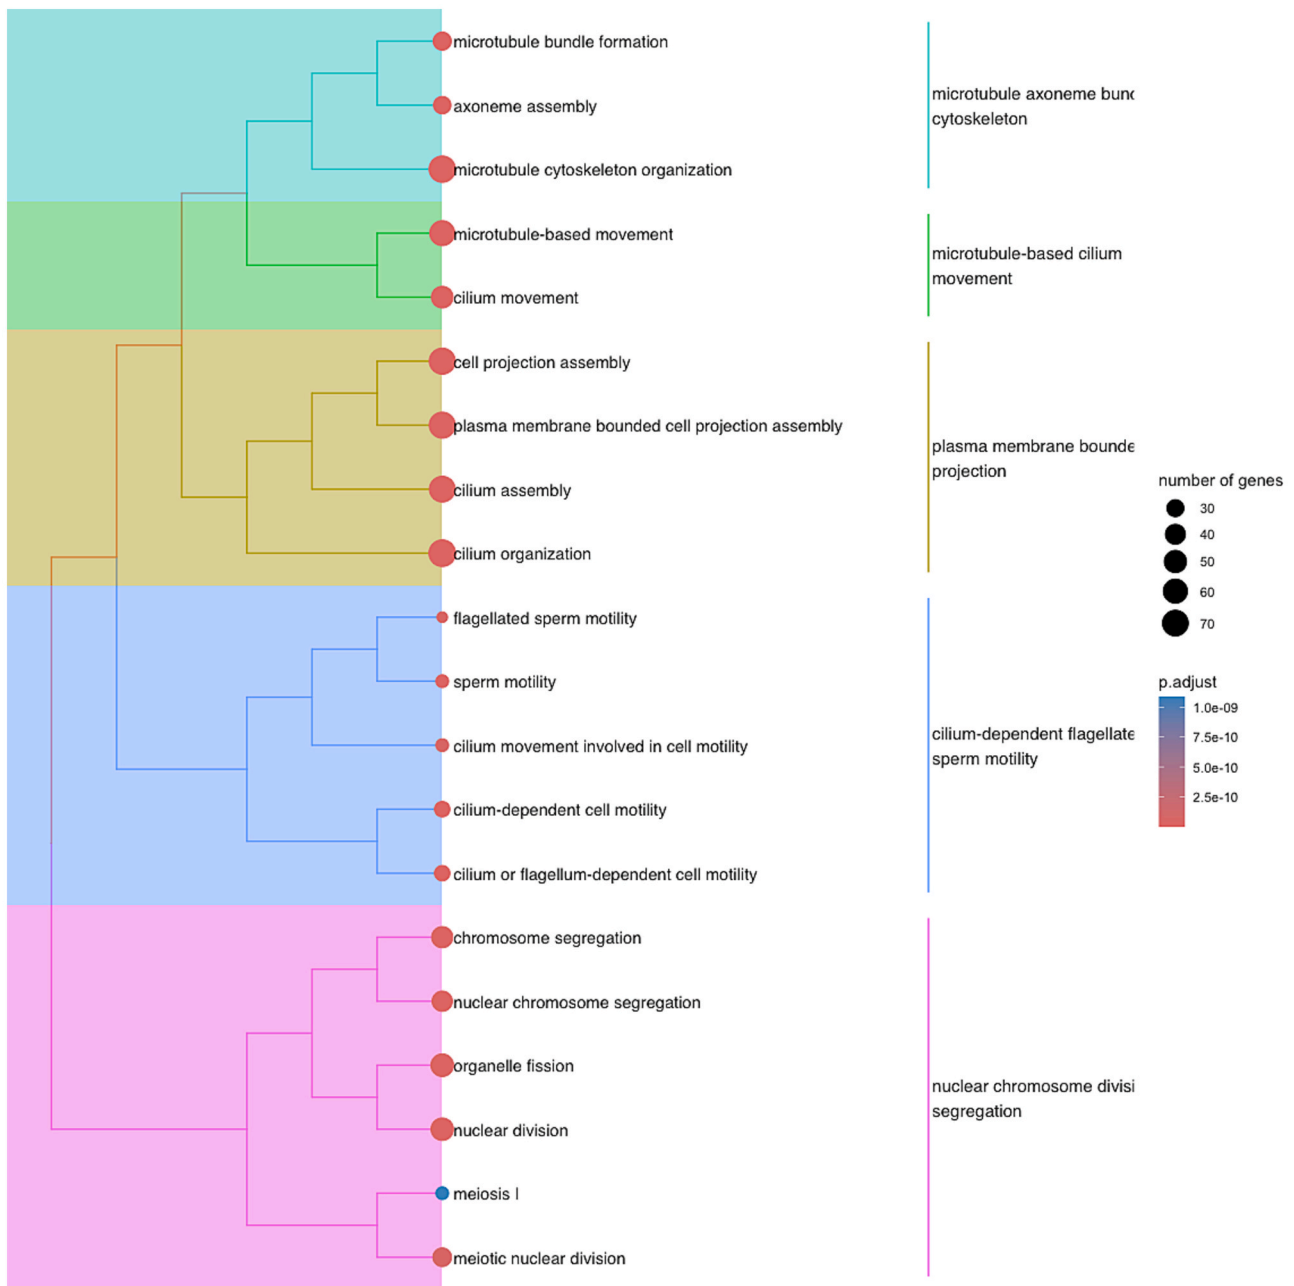 microtubule bundle formation
axoneme assembly
microtubule cytoskeleton organization
microtubule-based movement
cilium movement
cell projection assembly
plasma membrane bounded cell projection assembly
cilium assembly
cilium organization
flagellated sperm motility
sperm motility
cilium movement involved in cell motility
cilium-dependent cell motility
cilium or flagellum-dependent cell motility
chromosome segregation
nuclear chromosome segregation
organelle fission
nuclear division
meiosis I
meiotic nuclear division
microtubule axoneme bunc
cytoskeleton
microtubule-based cilium
movement
plasma membrane bounde
projection
cilium-dependent flagellate
sperm motility
nuclear chromosome divisi
segregation
number of genes
30
40
50
60
70
p.adjust
1.0e-09
7.5e-10
5.0e-10
2.5e-10